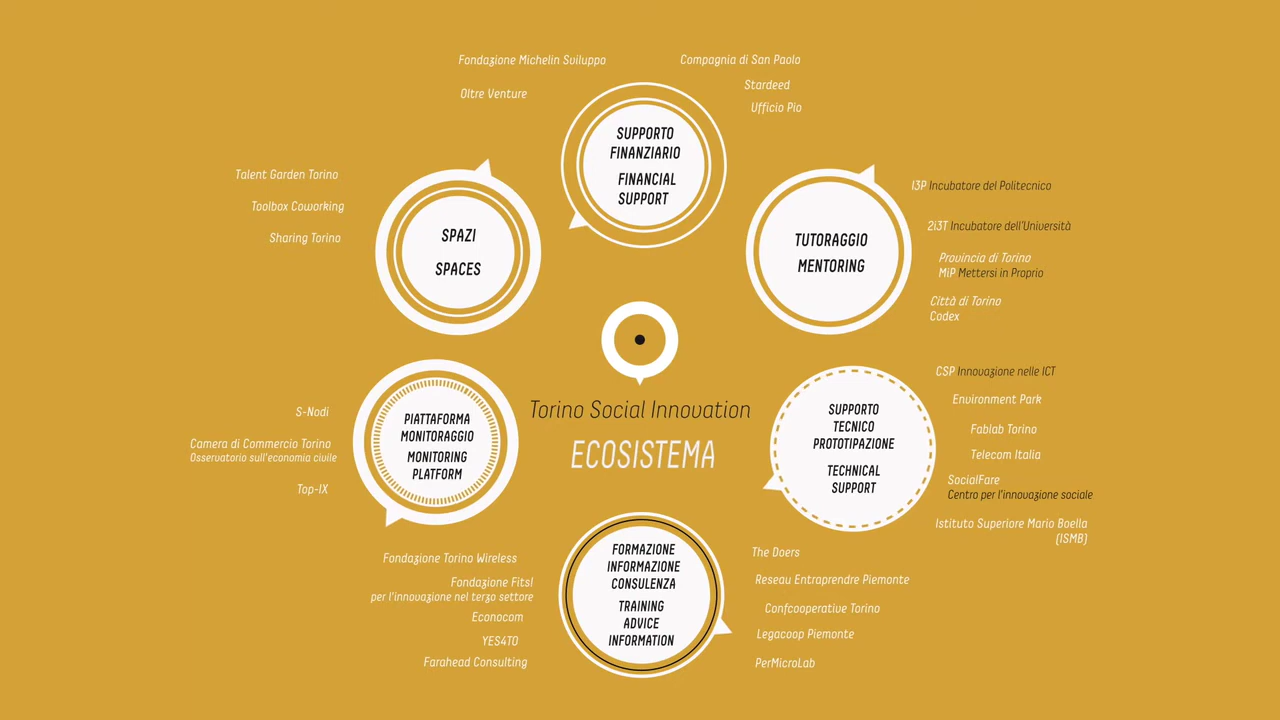 Fondazione Michelin Sviluppo
Oltre Venture
Compagnia di San Paolo
Stardeed
Ufficio Pio
SUPPORTO
FINANZIARIO
FINANCIAL
SUPPORT
Talent Garden Torino
Toolbox Coworking
Sharing Torino
SPAZI
SPACES
TUTORAGGIO
MENTORING
I3P Incubatore del Politecnico
2i3T Incubatore dell'Università
Provincia di Torino
MiP Mettersi in Proprio
Città di Torino
Codex
Torino Social Innovation
ECOSISTEMA
S-Nodi
Camera di Commercio Torino
Osservatorio sull'economia civile
Top-IX
PIATTAFORMA
MONITORAGGIO
MONITORING
PLATFORM
SUPPORTO
TECNICO
PROTOTIPAZIONE
TECHNICAL
SUPPORT
CSP Innovazione nelle ICT
Environment Park
Fablab Torino
Telecom Italia
SocialFare
Centro per l'innovazione sociale
Istituto Superiore Mario Boella
(ISMB)
Fondazione Torino Wireless
Fondazione Fitsl
per l'innovazione nel terzo settore
Econocom
YES4TO
Farahead Consulting
FORMAZIONE
INFORMAZIONE
CONSULENZA
TRAINING
ADVICE
INFORMATION
The Doers
Reseau Entraprendre Piemonte
Confcooperative Torino
Legacoop Piemonte
PerMicroLab